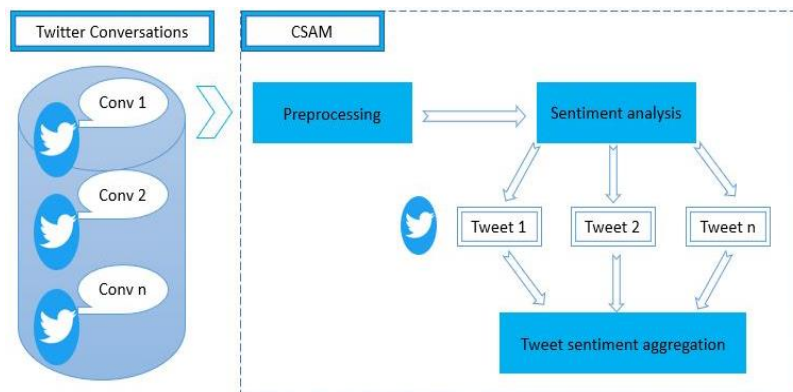 Twitter Conversations
CSAM
Conv 1
Conv 2
Conv n
Preprocessing
Sentiment analysis
Tweet 1
Tweet 2
Tweet n
Tweet sentiment aggregation